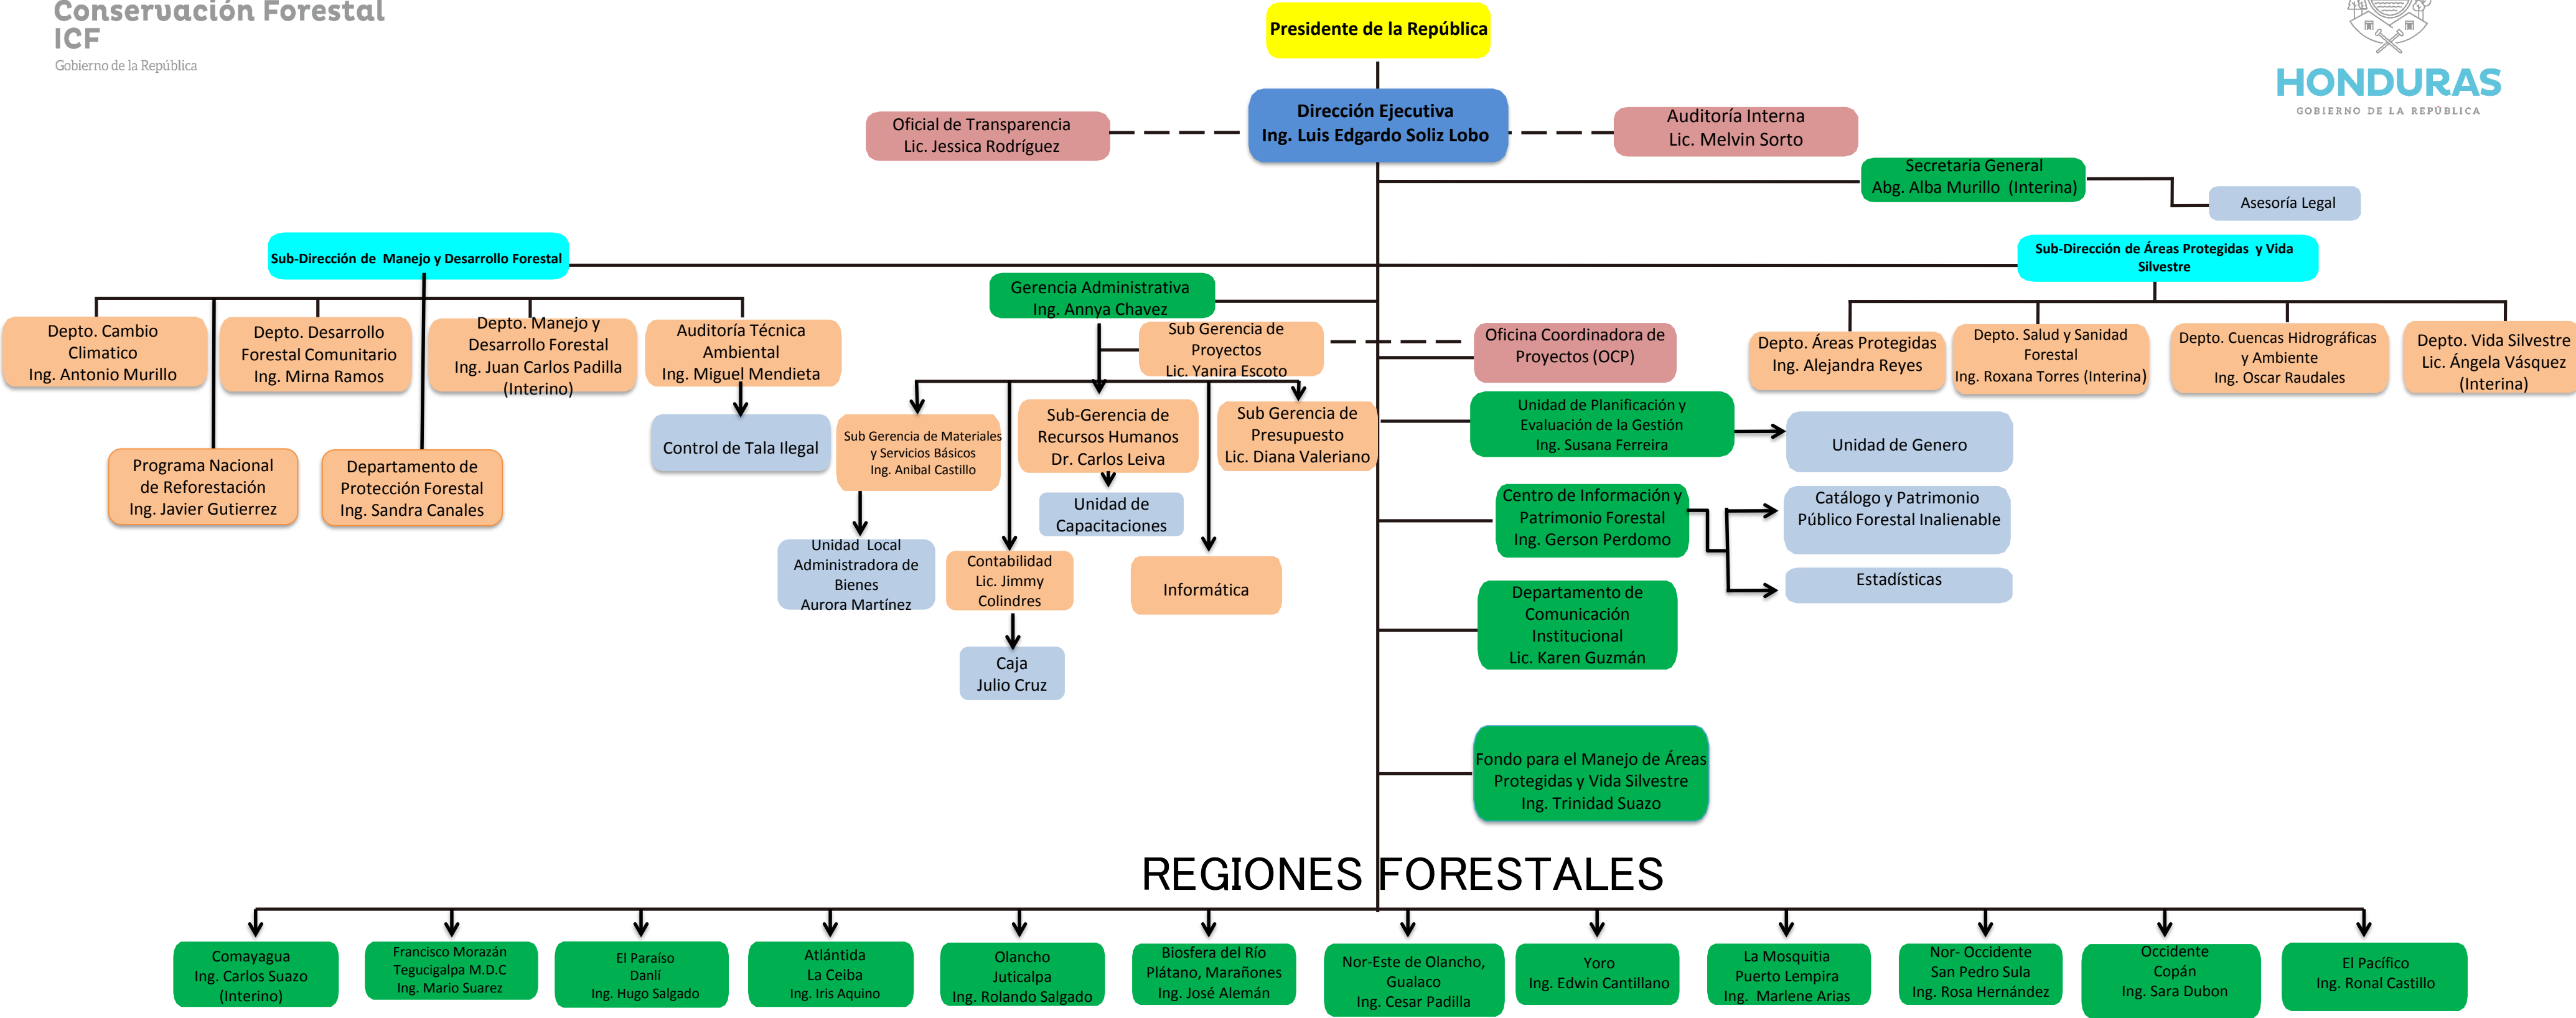 Conservación Forestal
ICF
Gobierno de la República
Presidente de la República
HONDURAS
GOBIERNO DE LA REPÚBLICA
Dirección Ejecutiva
Ing. Luis Edgardo Soliz Lobo
Oficial de Transparencia
Lic. Jessica Rodríguez
Auditoría Interna
Lic. Melvin Sorto
Secretaria General
Abg. Alba Murillo  (Interina)
Asesoría Legal
Sub-Dirección de  Manejo y Desarrollo Forestal
Sub-Dirección de Áreas Protegidas  y Vida
Silvestre
Gerencia Administrativa
Ing. Annya Chavez
Depto. Cambio
Climatico
Ing. Antonio Murillo
Depto. Desarrollo
Forestal Comunitario
Ing. Mirna Ramos
Depto. Manejo y
Desarrollo Forestal
Ing. Juan Carlos Padilla
(Interino)
Auditoría Técnica
Ambiental
Ing. Miguel Mendieta
Sub Gerencia de
Proyectos
Lic. Yanira Escoto
Oficina Coordinadora de
Proyectos (OCP)
Depto. Áreas Protegidas
Ing. Alejandra Reyes
Depto. Salud y Sanidad
Forestal
Ing. Roxana Torres (Interina)
Depto. Cuencas Hidrográficas
y Ambiente
Ing. Oscar Raudales
Depto. Vida Silvestre
Lic. Ángela Vásquez
(Interina)
Control de Tala Ilegal
Sub Gerencia de Materiales
y Servicios Básicos
Ing. Anibal Castillo
Sub-Gerencia de
Recursos Humanos
Dr. Carlos Leiva
Sub Gerencia de
Presupuesto
Lic. Diana Valeriano
Unidad de Planificación y
Evaluación de la Gestión
Ing. Susana Ferreira
Unidad de Genero
Programa Nacional
de Reforestación
Ing. Javier Gutierrez
Departamento de
Protección Forestal
Ing. Sandra Canales
Unidad de
Capacitaciones
Centro de Información y
Patrimonio Forestal
Ing. Gerson Perdomo
Catálogo y Patrimonio
Público Forestal Inalienable
Estadísticas
Unidad  Local
Administradora de
Bienes
Aurora Martínez
Contabilidad
Lic. Jimmy
Colindres
Informática
Departamento de
Comunicación
Institucional
Lic. Karen Guzmán
Caja
Julio Cruz
Fondo para el Manejo de Áreas
Protegidas y Vida Silvestre
Ing. Trinidad Suazo
REGIONES FORESTALES
Comayagua
Ing. Carlos Suazo
(Interino)
Francisco Morazán
Tegucigalpa M.D.C
Ing. Mario Suarez
El Paraíso
Danlí
Ing. Hugo Salgado
Atlántida
La Ceiba
Ing. Iris Aquino
Olancho
Juticalpa
Ing. Rolando Salgado
Biosfera del Río
Plátano, Marañones
Ing. José Alemán
Nor-Este de Olancho,
Gualaco
Ing. Cesar Padilla
Yoro
Ing. Edwin Cantillano
La Mosquitia
Puerto Lempira
Ing.  Marlene Arias
Nor- Occidente
San Pedro Sula
Ing. Rosa Hernández
Occidente
Copán
Ing. Sara Dubon
El Pacífico
Ing. Ronal Castillo